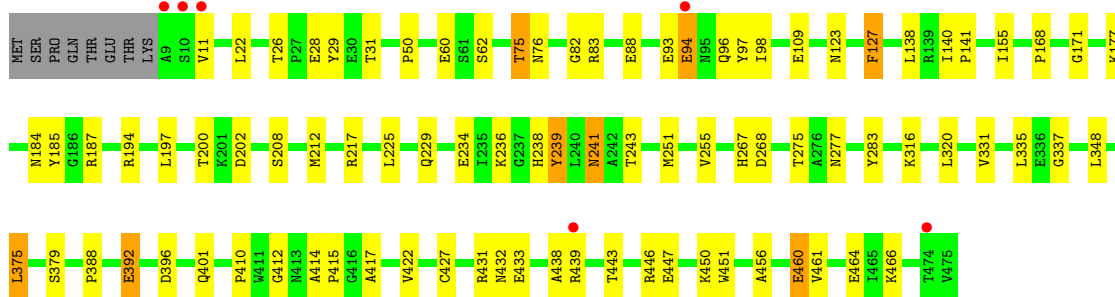 MET SER PRO GLN THR GLU THR LYS A9 S10 V11 L22 T26 P27 E28 Y29 E30 T31 P50 E60 S61 S62 T75 N76 G82 R83 E88 E93 E94 N95 Q96 Y97 I98 E109 N123 F127 L138 R139 I140 P141 I155 P168 G171 K177
N184 Y185 G186 R187 R194 L197 T200 K201 D202 S208 M212 R217 L225 Q229 E234 I235 K236 G237 H238 Y239 L240 N241 A242 T243 M251 V255 H267 D268 T275 A276 N277 Y283 K316 L320 V331 L335 E336 G337 L348
L375 S379 P388 E392 D396 Q401 P410 W411 G412 N413 A414 P415 G416 A417 V422 C427 R431 N432 E433 A438 R439 T443 R446 E447 K450 W451 A456 E460 V461 E464 I465 K466 T474 V475